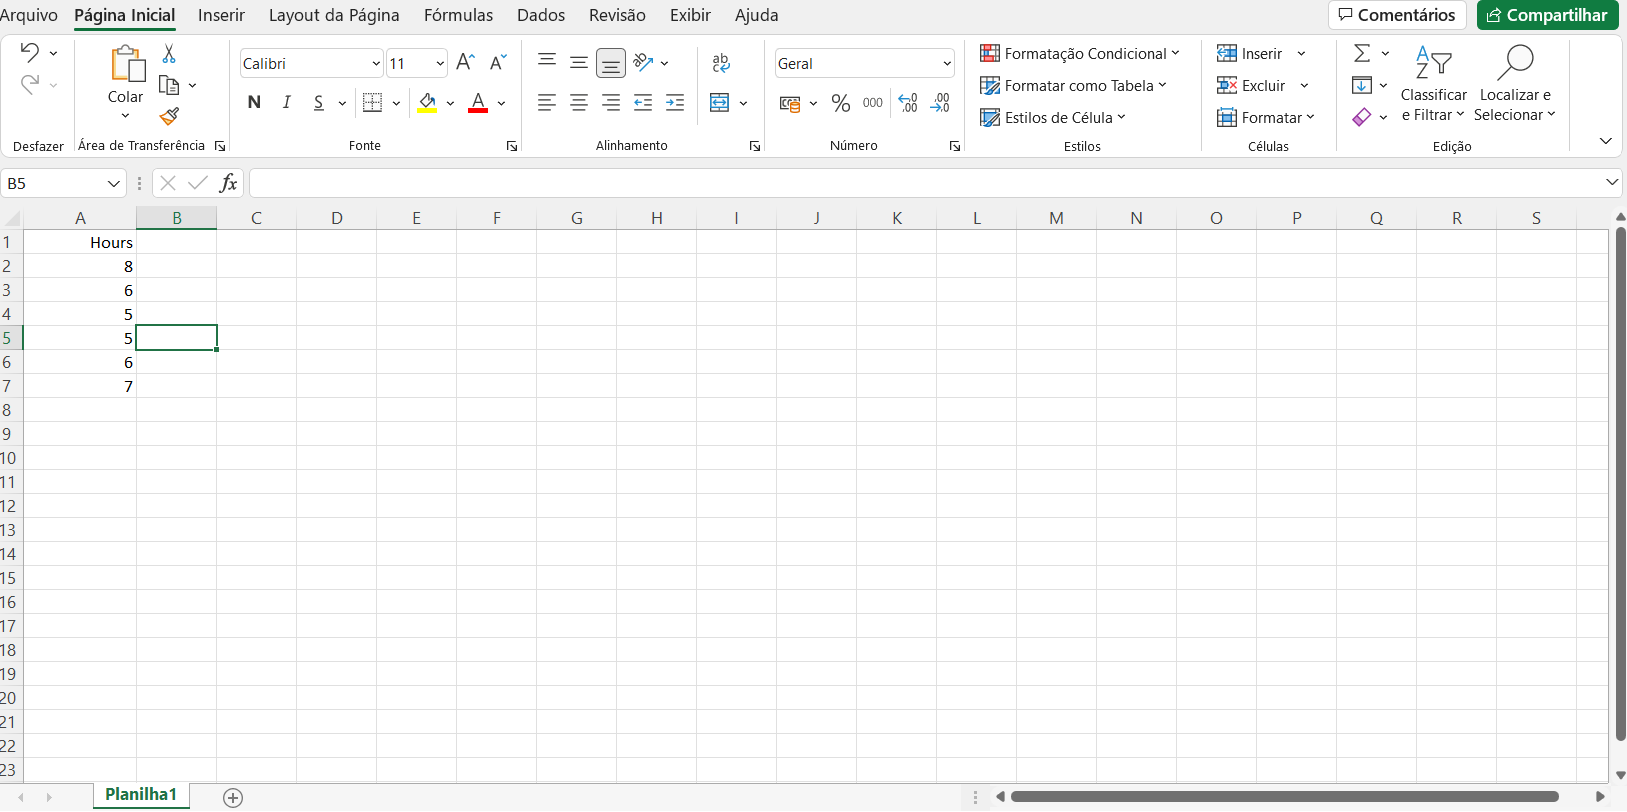 Arquivo Página Inicial Inserir Layout da Página Fórmulas Dados Revisão Exibir Ajuda Comentários Compartilhar
Calibri 11 A A ab Geral Formatação Condicional Inserir Σ A Z
Colar N I S A % 000 ,00 ,00 Formatar como Tabela Excluir Classificar e Filtrar Localizar e Selecionar
Estilos de Célula Formatar
Desfazer Área de Transferência Fonte Alinhamento Número Estilos Células Edição
B5 fx
A B C D E F G H I J K L M N O P Q R S
1 Hours
2 8
3 6
4 5
5 5
6 6
7 7
8
9
10
11
12
13
14
15
16
17
18
19
20
21
22
23
Planilha1